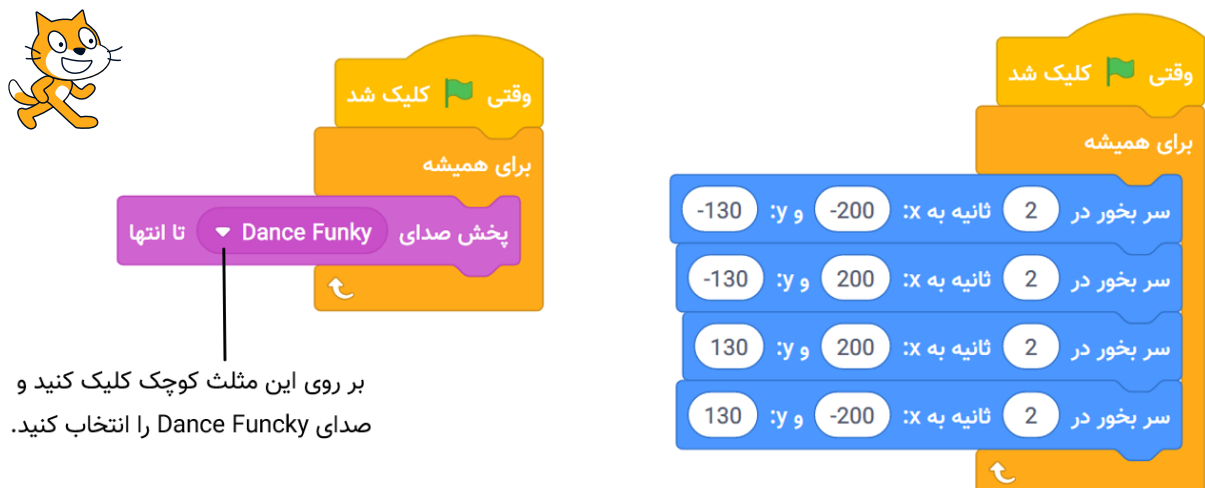 وقتی کلیک شد
برای همیشه
سر بخور در 2 ثانیه به x: -200 و y: -130
سر بخور در 2 ثانیه به x: 200 و y: -130
سر بخور در 2 ثانیه به x: 200 و y: 130
سر بخور در 2 ثانیه به x: -200 و y: 130
وقتی کلیک شد
برای همیشه
پخش صدای Dance Funky تا انتها
بر روی این مثلث کوچک کلیک کنید و
صدای Dance Funcky را انتخاب کنید.